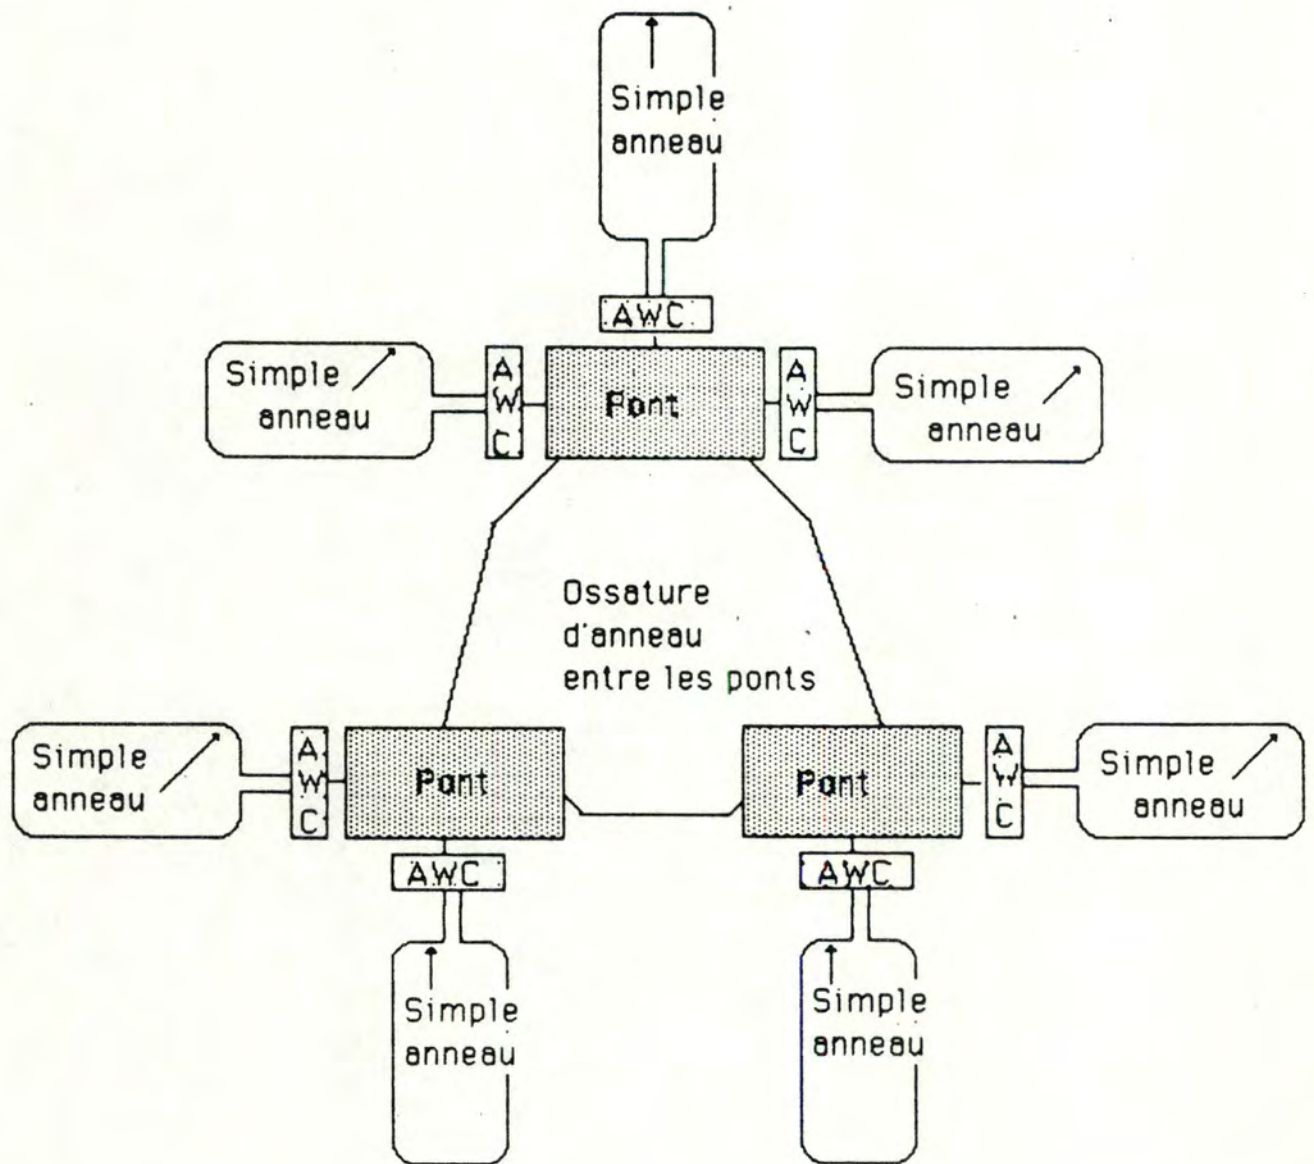 Simple
anneau
AWC
Simple
anneau
A
W
C
Pont
A
W
C
Simple
anneau
Ossature
d'anneau
entre les ponts
Simple
anneau
A
W
C
Pont
Pont
A
W
C
Simple
anneau
AWC
AWC
Simple
anneau
Simple
anneau